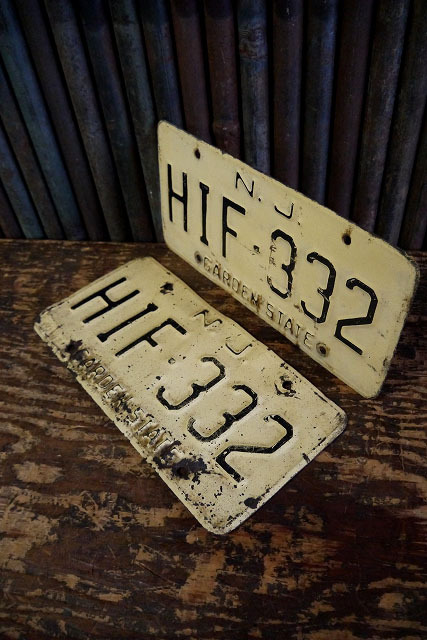 N.J.
HIF·332
GARDEN STATE
N.J.
HIF·332
GARDEN STATE